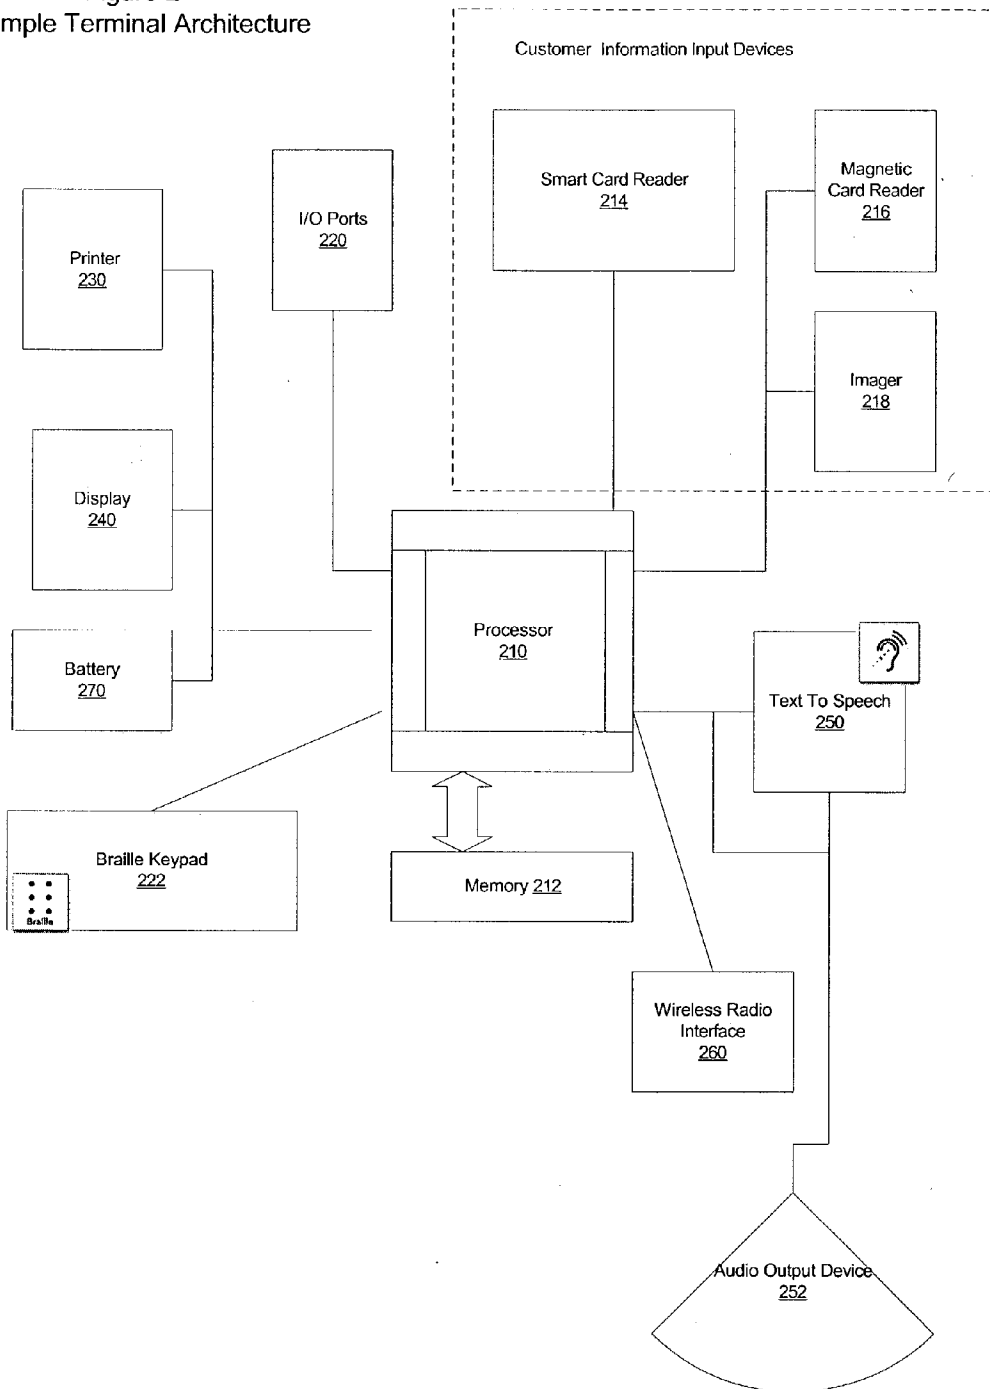 mple Terminal Architecture
Customer Information Input Devices
Smart Card Reader
214
Magnetic
Card Reader
216
I/O Ports
220
Printer
230
Imager
218
Display
240
Processor
210
Battery
270
Text To Speech
250
Braille Keypad
222
Braille
Memory 212
Wireless Radio
Interface
260
Audio Output Device
252